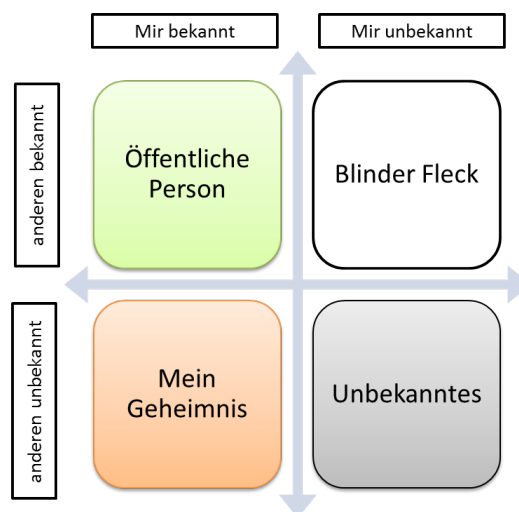 Mir bekannt
Mir unbekannt
anderen bekannt
Öffentliche
Person
Blinder Fleck
anderen unbekannt
Mein
Geheimnis
Unbekanntes